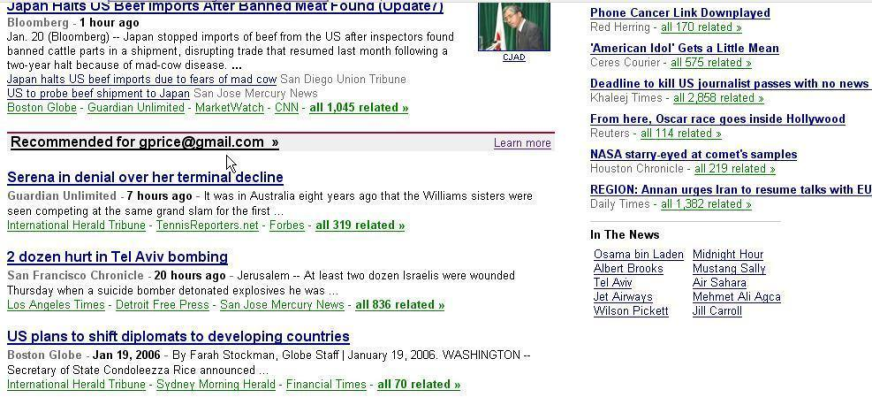 Japan Halts US Beef Imports After Banned Meat Found (Update7)
Bloomberg - 1 hour ago
Jan. 20 (Bloomberg) -- Japan stopped imports of beef from the US after inspectors found
banned cattle parts in a shipment, disrupting trade that resumed last month following a
two-year halt because of mad-cow disease. ...
Japan halts US beef imports due to fears of mad cow San Diego Union Tribune
US to probe beef shipment to Japan San Jose Mercury News
Boston Globe - Guardian Unlimited - MarketWatch - CNN - all 1,045 related »
CJAD
Recommended for gprice@gmail.com »
Learn more
Serena in denial over her terminal decline
Guardian Unlimited - 7 hours ago - It was in Australia eight years ago that the Williams sisters were
seen competing at the same grand slam for the first ...
International Herald Tribune - TennisReporters.net - Forbes - all 319 related »
2 dozen hurt in Tel Aviv bombing
San Francisco Chronicle - 20 hours ago - Jerusalem -- At least two dozen Israelis were wounded
Thursday when a suicide bomber detonated explosives he was ...
Los Angeles Times - Detroit Free Press - San Jose Mercury News - all 836 related »
US plans to shift diplomats to developing countries
Boston Globe - Jan 19, 2006 - By Farah Stockman, Globe Staff | January 19, 2006. WASHINGTON --
Secretary of State Condoleezza Rice announced ...
International Herald Tribune - Sydney Morning Herald - Financial Times - all 70 related »
Phone Cancer Link Downplayed
Red Herring - all 170 related »
'American Idol' Gets a Little Mean
Ceres Courier - all 575 related »
Deadline to kill US journalist passes with no news
Khaleej Times - all 2,858 related »
From here, Oscar race goes inside Hollywood
Reuters - all 114 related »
NASA starry-eyed at comet's samples
Houston Chronicle - all 219 related »
REGION: Annan urges Iran to resume talks with EU
Daily Times - all 1,382 related »
In The News
Osama bin Laden Midnight Hour
Albert Brooks Mustang Sally
Tel Aviv Air Sahara
Jet Airways Mehmet Ali Agca
Wilson Pickett Jill Carroll